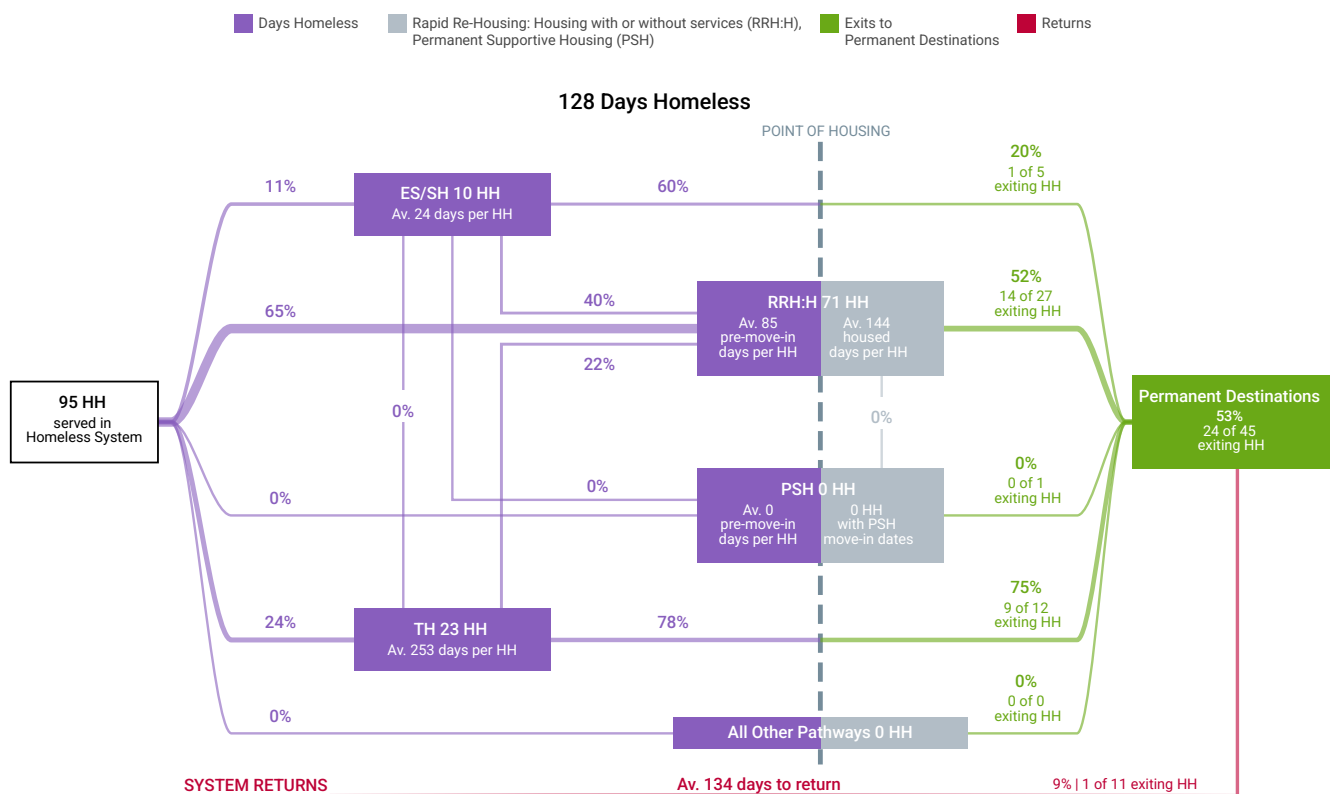 Days Homeless
Rapid Re-Housing: Housing with or without services (RRH:H),
Permanent Supportive Housing (PSH)
Exits to
Permanent Destinations
Returns
128 Days Homeless
POINT OF HOUSING
11%
ES/SH 10 HH
Av. 24 days per HH
60%
20%
1 of 5
exiting HH
65%
40%
22%
RRH:H 71 HH
Av. 85
pre-move-in
days per HH
Av. 144
housed
days per HH
52%
14 of 27
exiting HH
95 HH
served in
Homeless System
0%
0%
Permanent Destinations
53%
24 of 45
exiting HH
0%
0%
PSH 0 HH
Av. 0
pre-move-in
days per HH
0 HH
with PSH
move-in dates
0%
0 of 1
exiting HH
24%
TH 23 HH
Av. 253 days per HH
78%
75%
9 of 12
exiting HH
0%
All Other Pathways 0 HH
0%
0 of 0
exiting HH
SYSTEM RETURNS
Av. 134 days to return
9% | 1 of 11 exiting HH